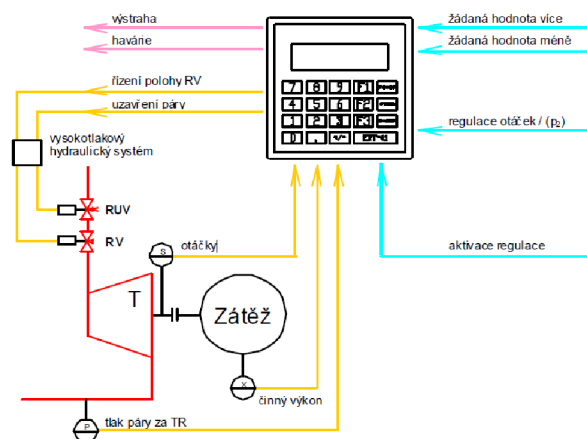 výstraha
havárie
řízení polohy RV
uzavření páry
vysokotlakový
hydraulický systém
RUV
RV
otáčky
T
Zátěž
S
X
P
činný výkon
tlak páry za TR
7 8 9 F1
4 5 6 F2
1 2 3 F3
0 . +/-
žádaná hodnota více
žádaná hodnota méně
regulace otáček / (p₂)
aktivace regulace